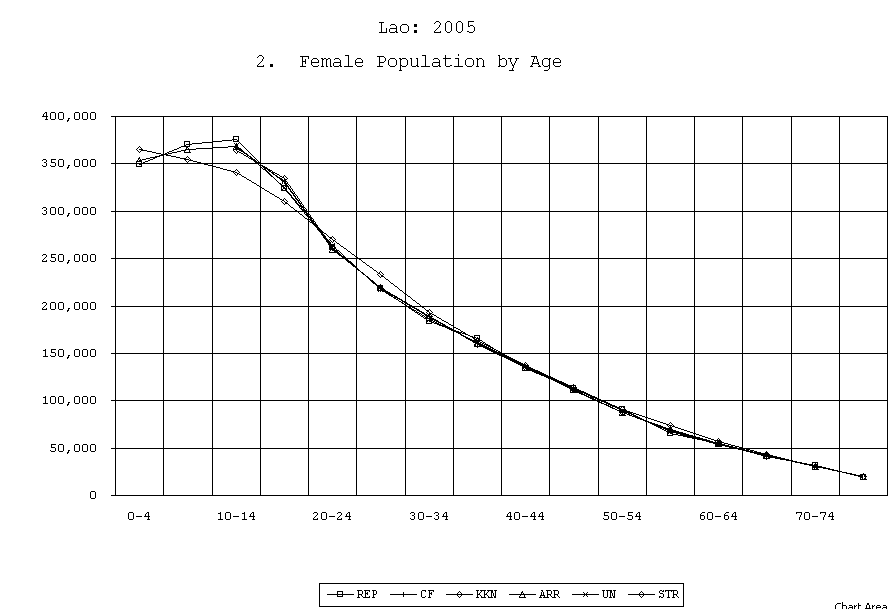 Lao: 2005
2. Female Population by Age
400,000
350,000
300,000
250,000
200,000
150,000
100,000
50,000
0
0-4 10-14 20-24 30-34 40-44 50-54 60-64 70-74
REP CF KKN ARR UN STR
Chart Area